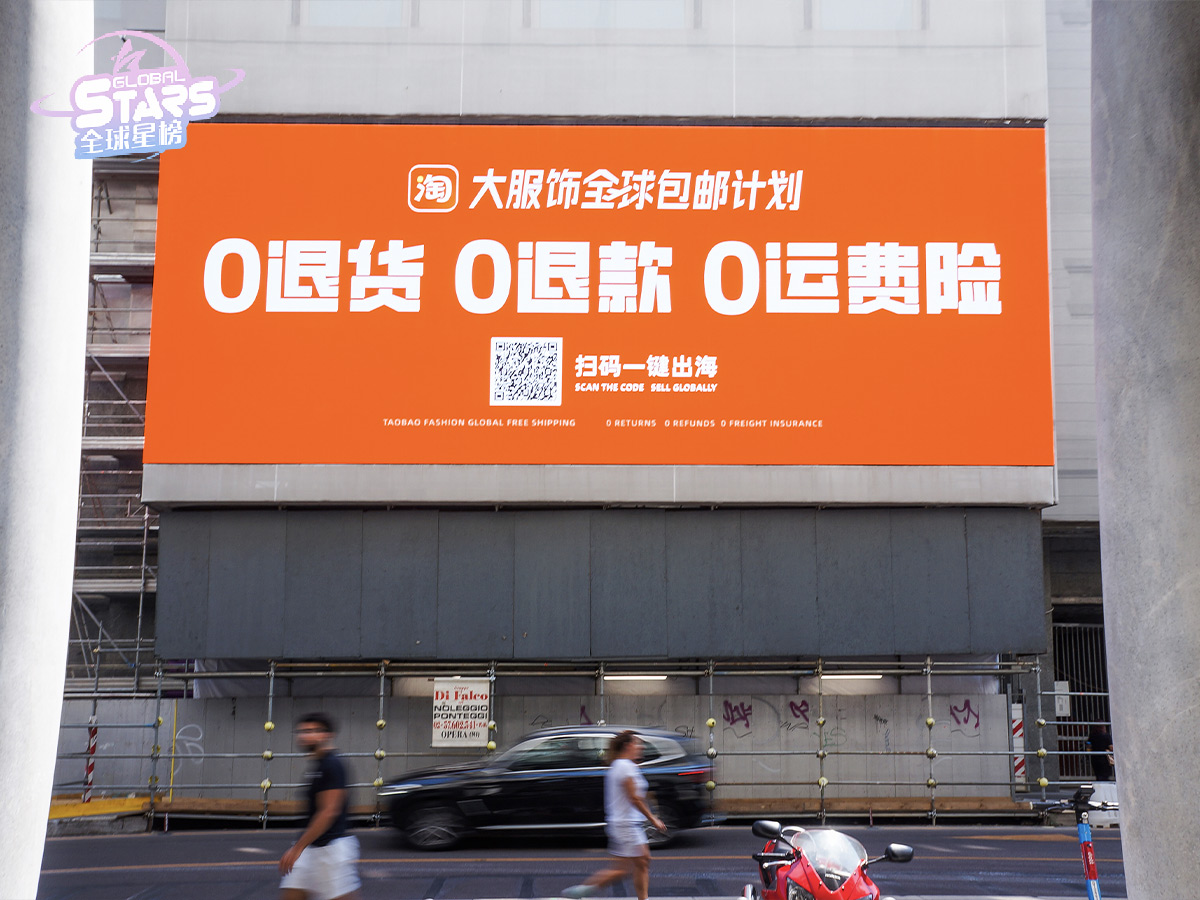 GLOBAL
STARS
全球星榜
淘 大服饰全球包邮计划
0退货 0退款 0运费险
扫码一键出海
SCAN THE CODE SELL GLOBALLY
TAOBAO FASHION GLOBAL FREE SHIPPING 0 RETURNS 0 REFUNDS 0 FREIGHT INSURANCE
Di Falco
NOLEGGIO
PONTEGGI
OPERA (MI)
HONDA